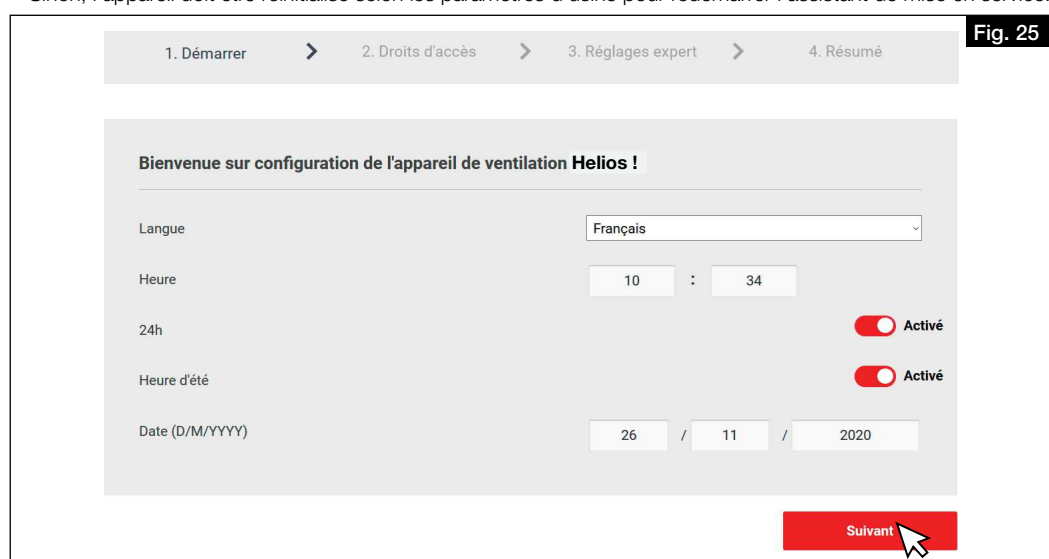 Sinon, l'appareil doit être réinitialisé selon les paramètres d'usine pour redémarrer l'assistant de mise en service.
Fig. 25
1. Démarrer > 2. Droits d'accès > 3. Réglages expert > 4. Résumé
Bienvenue sur configuration de l'appareil de ventilation Helios !
Langue Français
Heure 10 : 34
24h Activé
Heure d'été Activé
Date (D/M/YYYY) 26 / 11 / 2020
Suivant